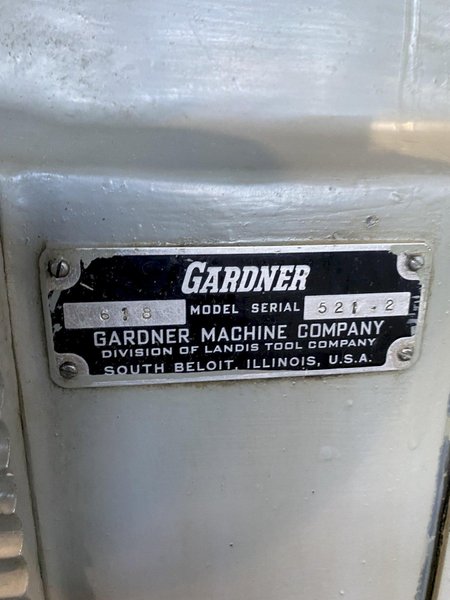 GARDNER
618 MODEL SERIAL 521-2
GARDNER MACHINE COMPANY
DIVISION OF LANDIS TOOL COMPANY
SOUTH BELOIT, ILLINOIS, U.S.A.